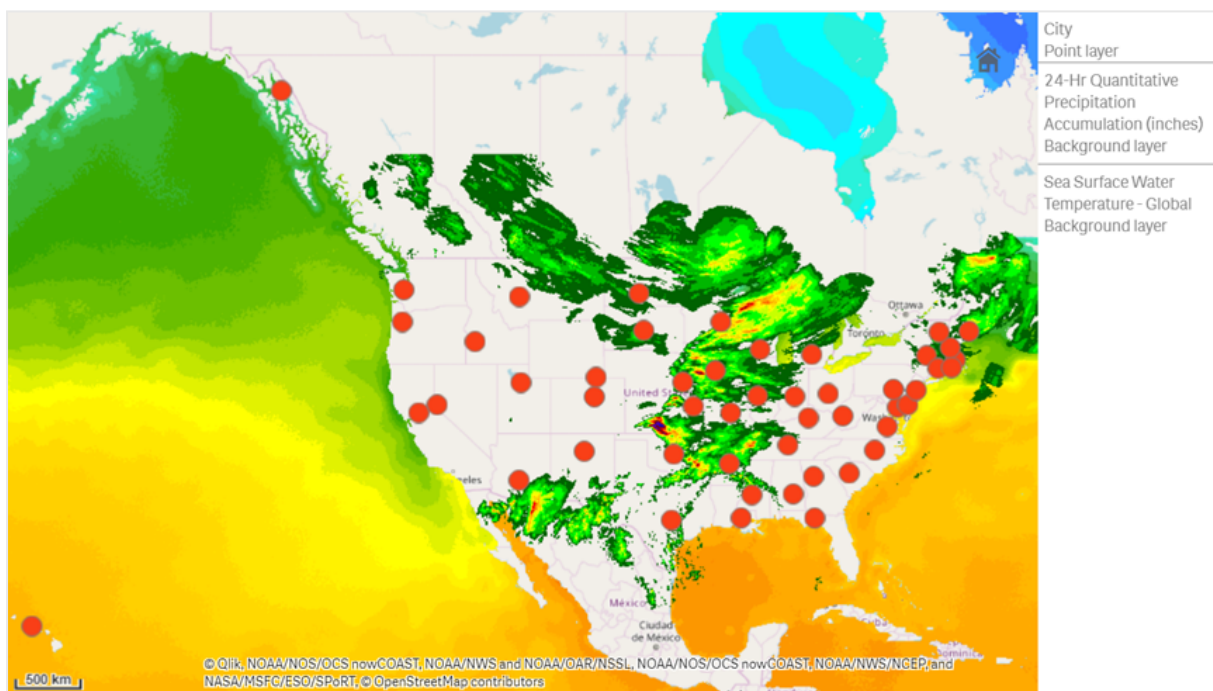 City
Point layer
24-Hr Quantitative
Precipitation
Accumulation (inches)
Background layer
Sea Surface Water
Temperature - Global
Background layer
Ottawa
Toronto
United
eles
México
Ciudad
de México
Cuba
© Qlik, NOAA/NOS/OCS nowCOAST, NOAA/NWS and NOAA/OAR/NSSL, NOAA/NOS/OCS nowCOAST, NOAA/NWS/NCEP, and
NASA/MSFC/ESO/SPoRT, © OpenStreetMap contributors
500 km